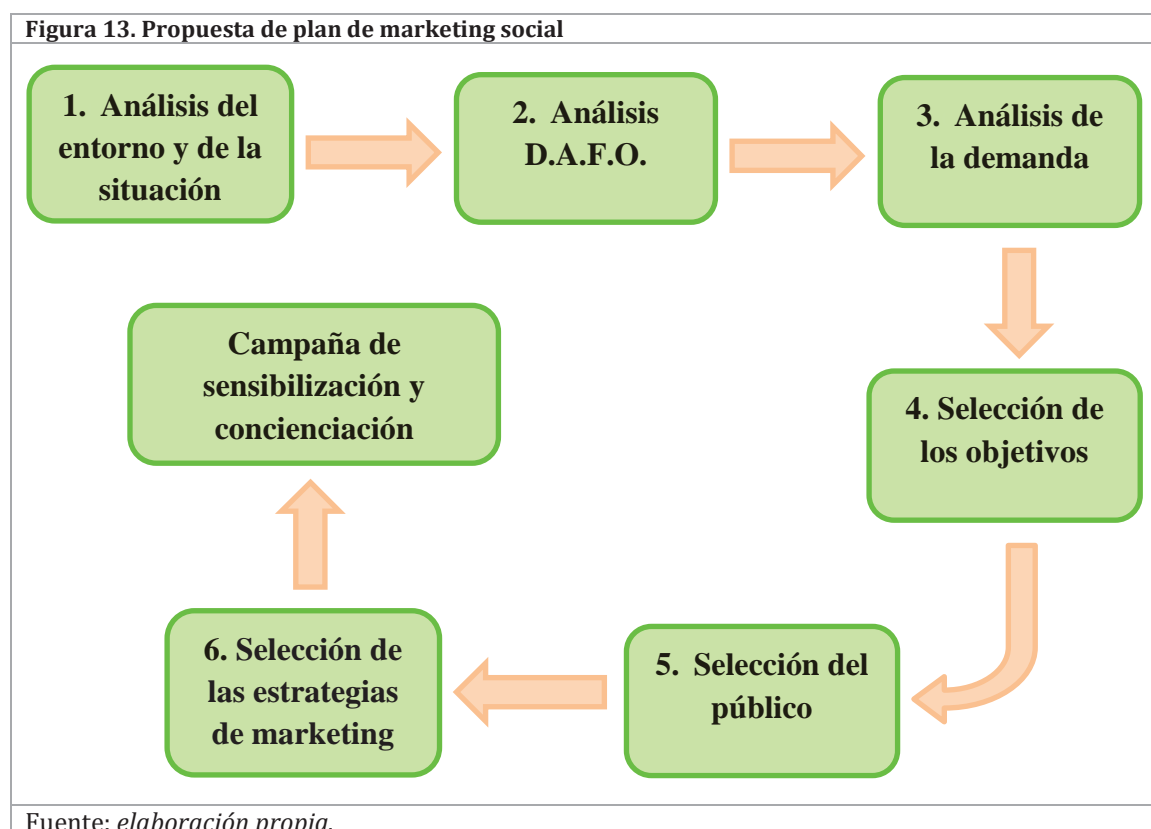 Figura 13. Propuesta de plan de marketing social
1. Análisis del
entorno y de la
situación
2. Análisis
D.A.F.O.
3. Análisis de
la demanda
4. Selección de
los objetivos
5. Selección del
público
6. Selección de
las estrategias
de marketing
Campaña de
sensibilización y
concienciación
Fuente: elaboración propia.